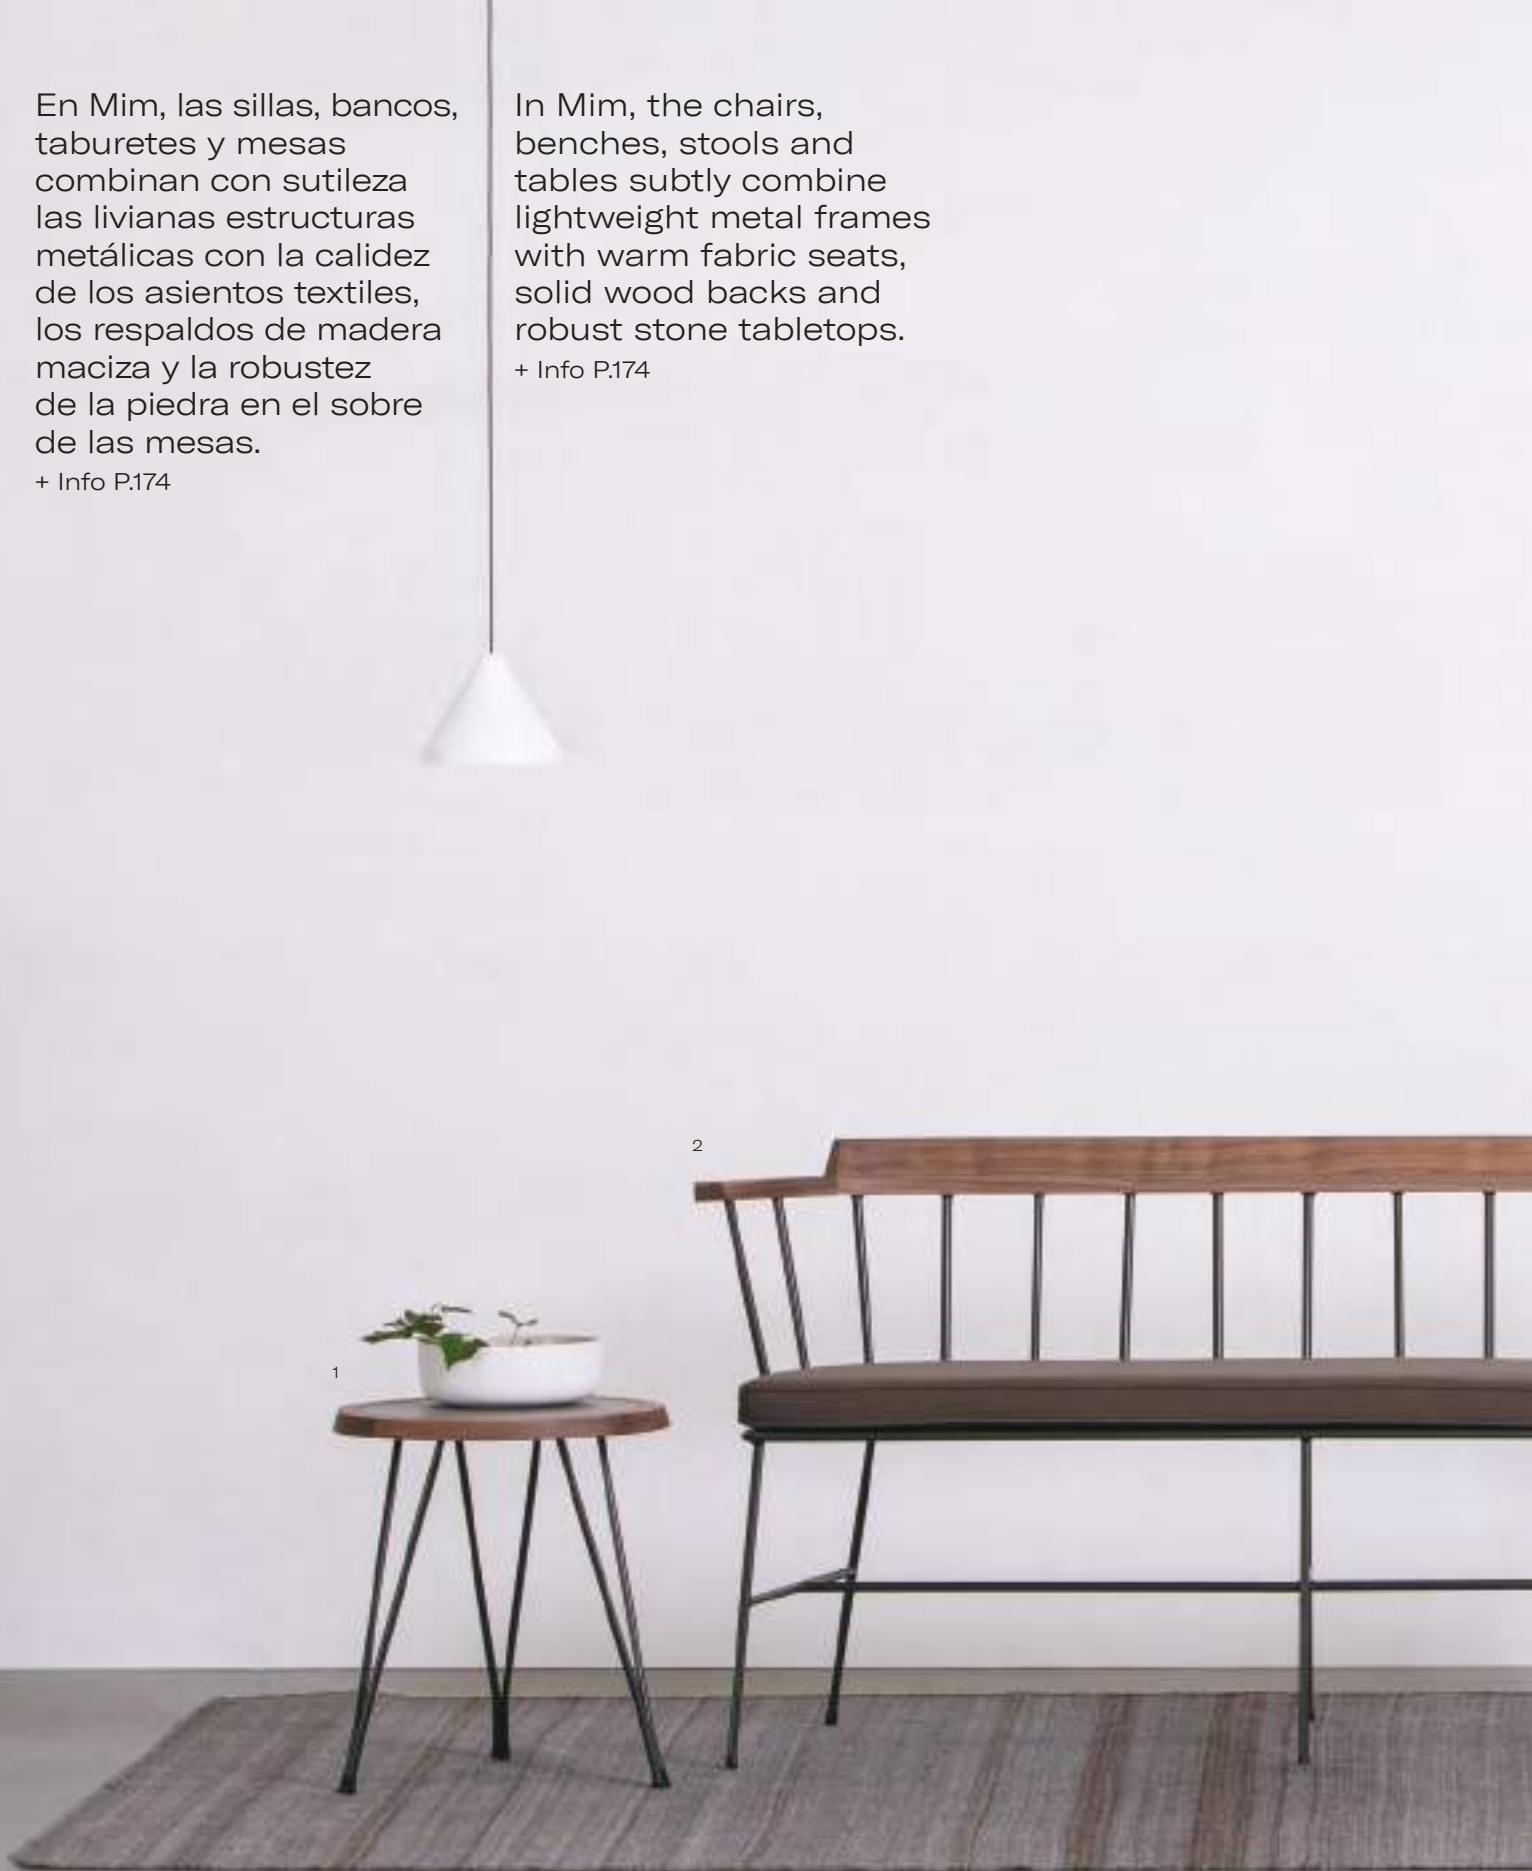 En Mim, las sillas, bancos,
taburetes y mesas
combinan con sutileza
las livianas estructuras
metálicas con la calidez
de los asientos textiles,
los respaldos de madera
maciza y la robustez
de la piedra en el sobre
de las mesas.
+ Info P.174
In Mim, the chairs,
benches, stools and
tables subtly combine
lightweight metal frames
with warm fabric seats,
solid wood backs and
robust stone tabletops.
+ Info P.174
2
1